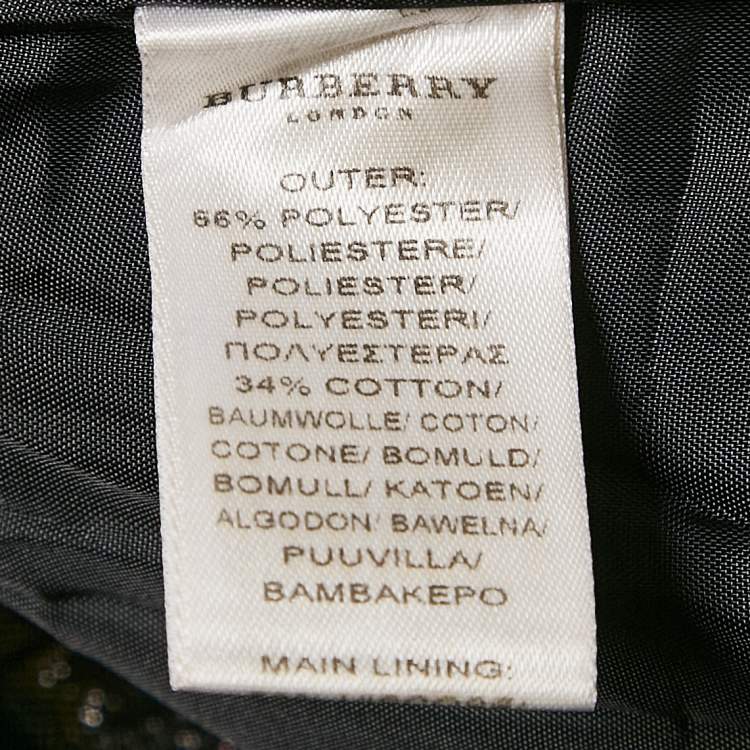 BURBERRY
LONDON
OUTER:
66% POLYESTER/
POLIESTERE/
POLIESTER/
POLYESTERI/
ΠΟΛΥΕΣΤΕΡΑΣ
34% COTTON/
BAUMWOLLE/ COTON/
COTONE/ BOMULD/
BOMULL/ KATOEN/
ALGODON/ BAWELNA/
PUUVILLA/
BAMBAKEPO
MAIN LINING: